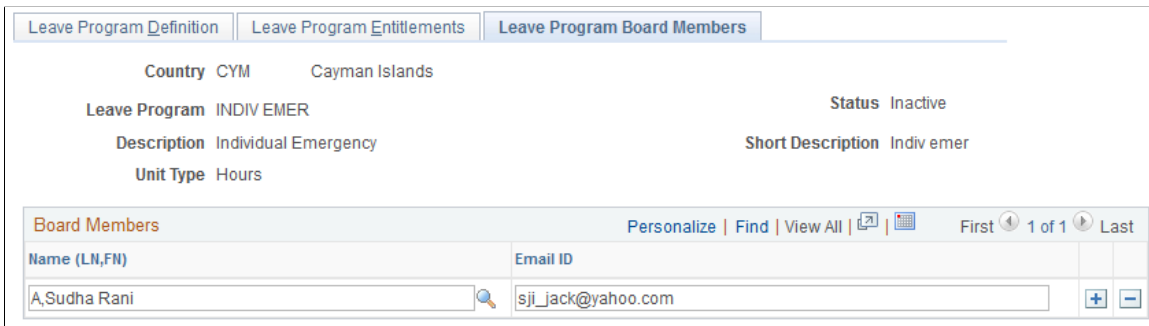 Leave Program Definition Leave Program Entitlements Leave Program Board Members
Country CYM Cayman Islands
Leave Program INDIV EMER Status Inactive
Description Individual Emergency Short Description Indiv emer
Unit Type Hours
Board Members Personalize | Find | View All | | First 1 of 1 Last
Name (LN,FN) Email ID
A,Sudha Rani sji_jack@yahoo.com